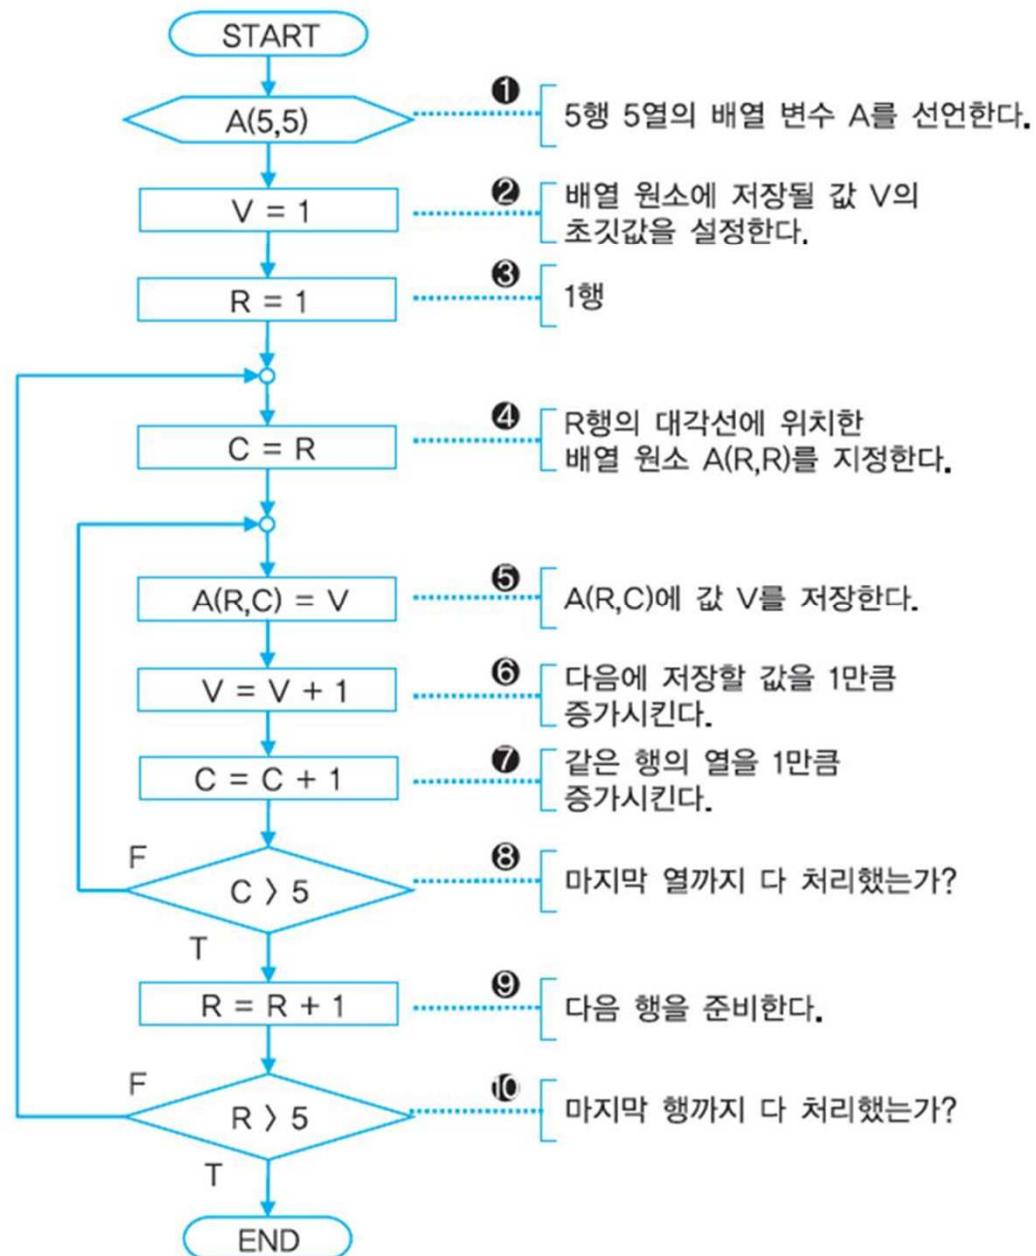 START
A(5,5)
❶
5행 5열의 배열 변수 A를 선언한다.
V = 1
❷
배열 원소에 저장될 값 V의
초깃값을 설정한다.
R = 1
❸
1행
C = R
❹
R행의 대각선에 위치한
배열 원소 A(R,R)를 지정한다.
A(R,C) = V
❺
A(R,C)에 값 V를 저장한다.
V = V + 1
❻
다음에 저장할 값을 1만큼
증가시킨다.
C = C + 1
❼
같은 행의 열을 1만큼
증가시킨다.
F
C 〉 5
❽
마지막 열까지 다 처리했는가?
T
R = R + 1
❾
다음 행을 준비한다.
F
R 〉 5
❿
마지막 행까지 다 처리했는가?
T
END